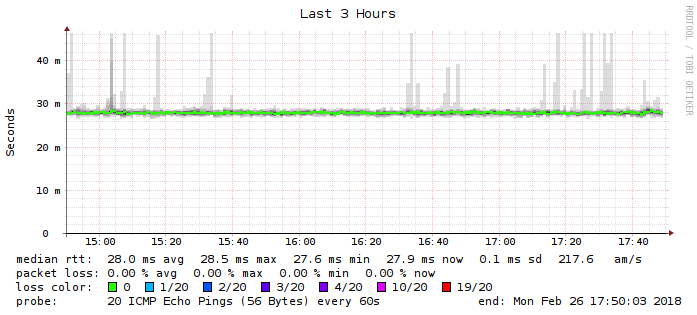 Last 3 Hours
RRDTOOL / TOBI OETIKER
Seconds
40 m
30 m
20 m
10 m
0
15:00 15:20 15:40 16:00 16:20 16:40 17:00 17:20 17:40
median rtt: 28.0 ms avg 28.5 ms max 27.6 ms min 27.9 ms now 0.1 ms sd 217.6 am/s
packet loss: 0.00 % avg 0.00 % max 0.00 % min 0.00 % now
loss color: 0 1/20 2/20 3/20 4/20 10/20 19/20
probe: 20 ICMP Echo Pings (56 Bytes) every 60s end: Mon Feb 26 17:50:03 2018